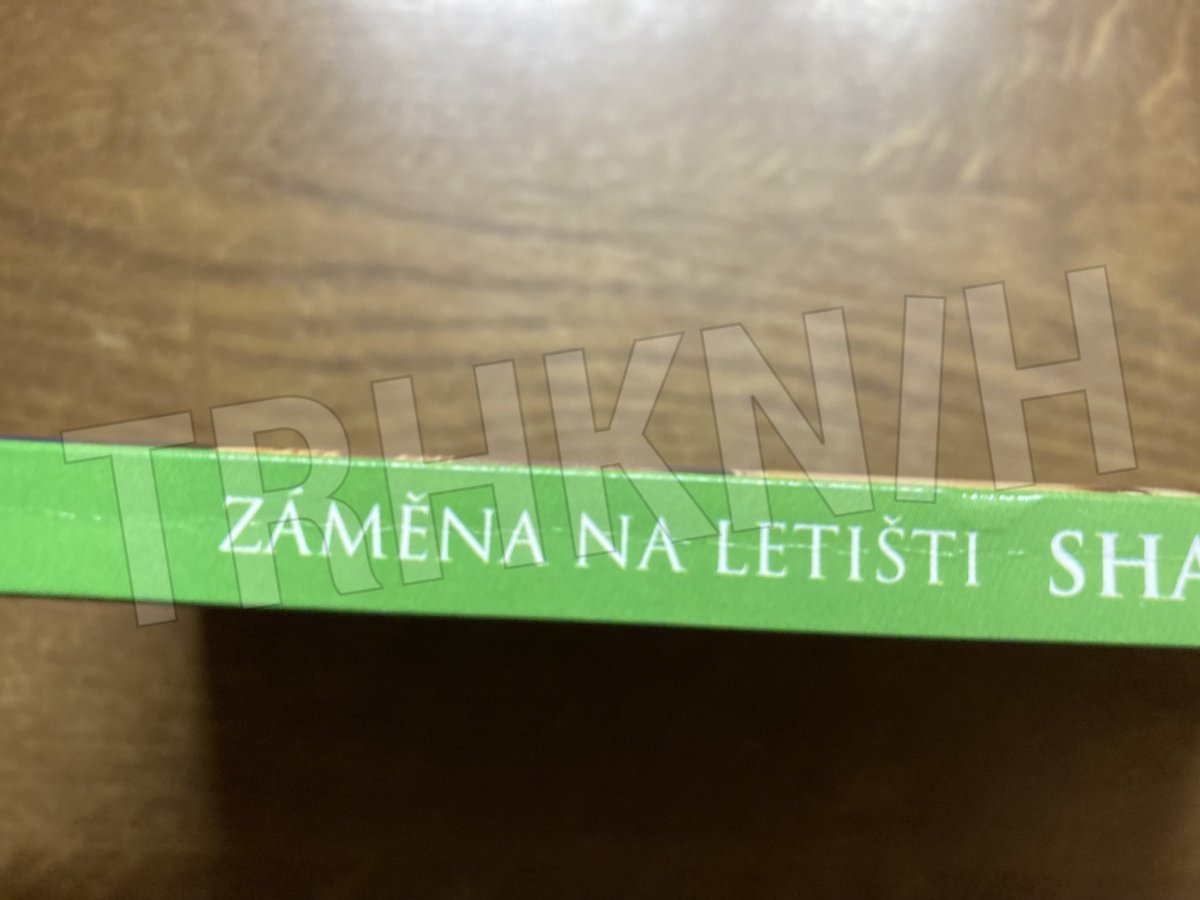 ZÁMĚNA NA LETIŠTI SHA
TRHKNIH